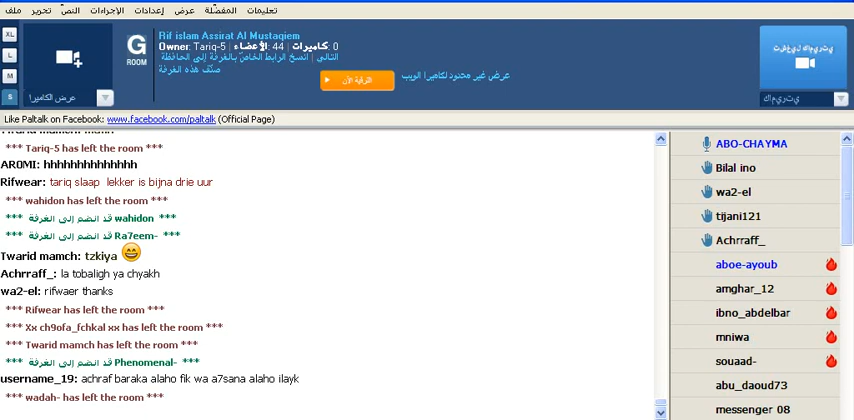 ملف تحرير النصّ الإجراءات إعدادات عرض المفضّلة تعليمات
XL
L
M
S
عرض الكاميرا
G
ROOM
Rif islam Assirat Al Mustaqiem
Owner: Tariq-5 | الأعضاء: 44 | كاميرات: 0
التالي | انسخ الرابط الخاصّ بالغرفة إلى الحافظة
صنّف هذه الغرفة
الترقية الآن
عرض غير محدود لكاميرا الويب
Like Paltalk on Facebook: www.facebook.com/paltalk (Official Page)
*** Tariq-5 has left the room ***
AROMI: hhhhhhhhhhhhhh
Rifwear: tariq slaap lekker is bijna drie uur
*** wahidon has left the room ***
*** قد انضم إلى الغرفة wahidon ***
*** قد انضم إلى الغرفة Ra7eem- ***
Twarid mamch: tzkiya
Achrraff_: la tobaligh ya chyakh
wa2-el: rifwaer thanks
*** Rifwear has left the room ***
*** Xx ch9ofa_fchkal xx has left the room ***
*** Twarid mamch has left the room ***
*** قد انضم إلى الغرفة Phenomenal- ***
username_19: achraf baraka alaho fik wa a7sana alaho ilayk
*** wadah- has left the room ***
ABO-CHAYMA
Bilal ino
wa2-el
tijani121
Achrraff_
aboe-ayoub
amghar_12
ibno_abdelbar
mniwa
souaad-
abu_daoud73
messenger 08